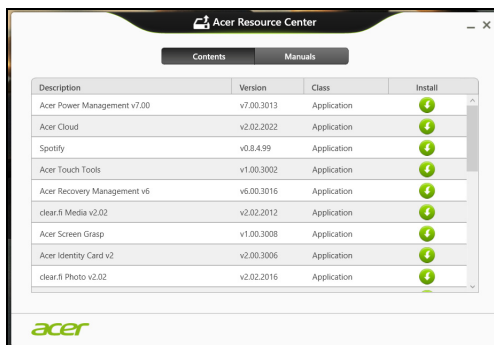 Acer Resource Center
Contents Manuals
Description Version Class Install
Acer Power Management v7.00 v7.00.3013 Application
Acer Cloud v2.02.2022 Application
Spotify v0.8.4.99 Application
Acer Touch Tools v1.00.3002 Application
Acer Recovery Management v6 v6.00.3016 Application
clear.fi Media v2.02 v2.02.2012 Application
Acer Screen Grasp v1.00.3008 Application
Acer Identity Card v2 v2.00.3006 Application
clear.fi Photo v2.02 v2.02.2016 Application
acer